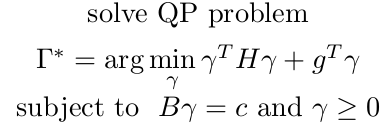 solve QP problem
Γ* = arg min_γ γ^T Hγ + g^T γ
subject to Bγ = c and γ ≥ 0